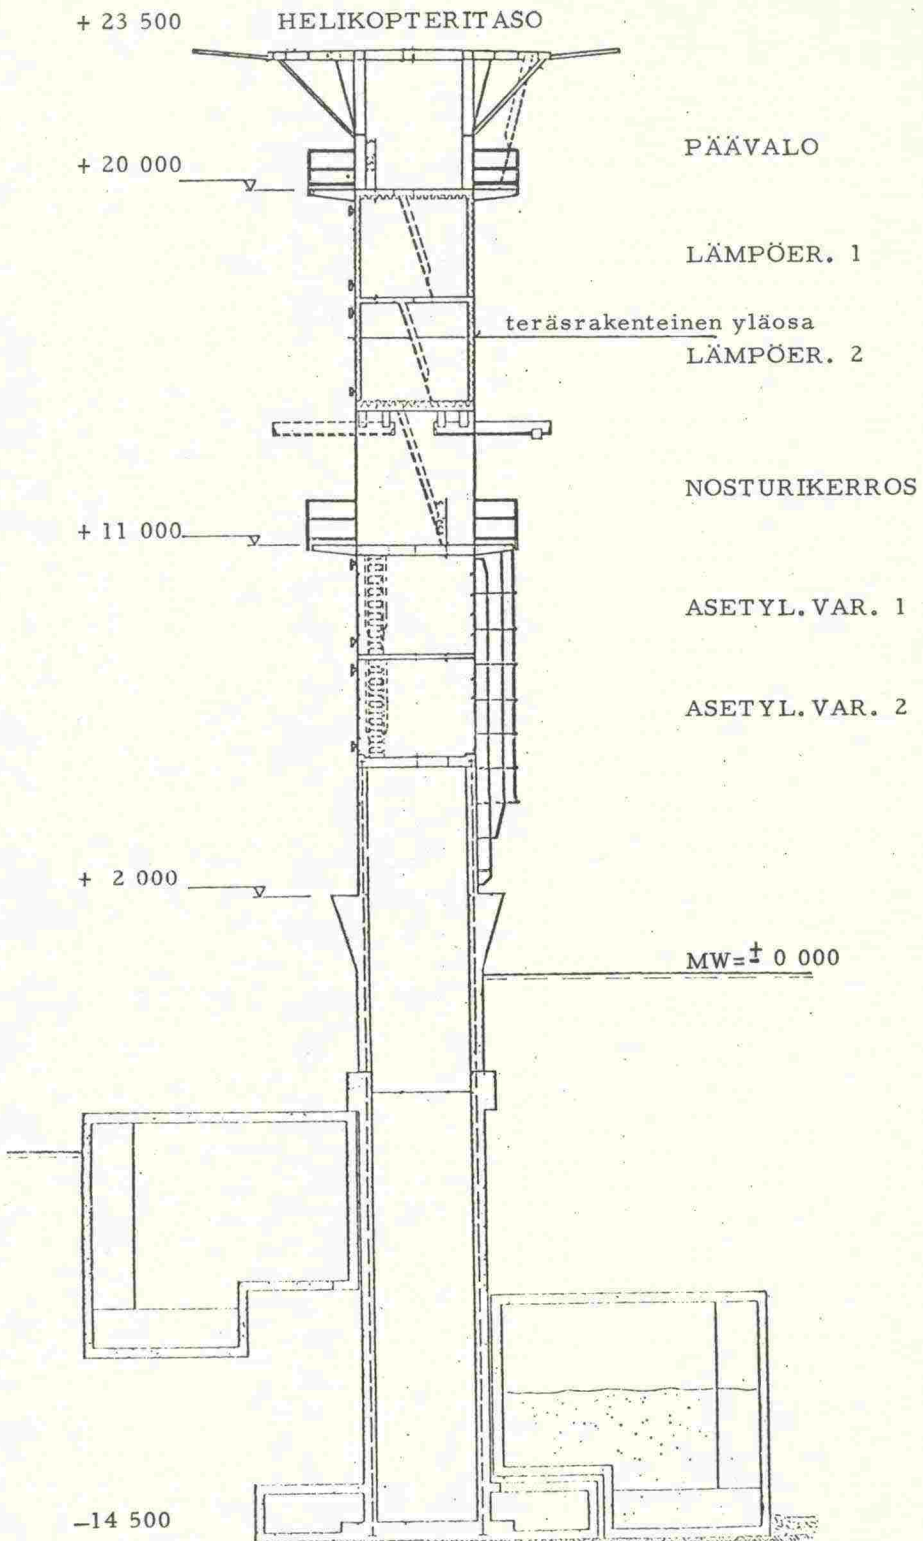 + 23 500 HELIKOPTERITASO
PÄÄVALO
+ 20 000
LÄMPÖER. 1
teräsrakenteinen yläosa
LÄMPÖER. 2
NOSTURIKERROS
+ 11 000
ASETYL.VAR. 1
ASETYL.VAR. 2
+ 2 000
MW=± 0 000
–14 500